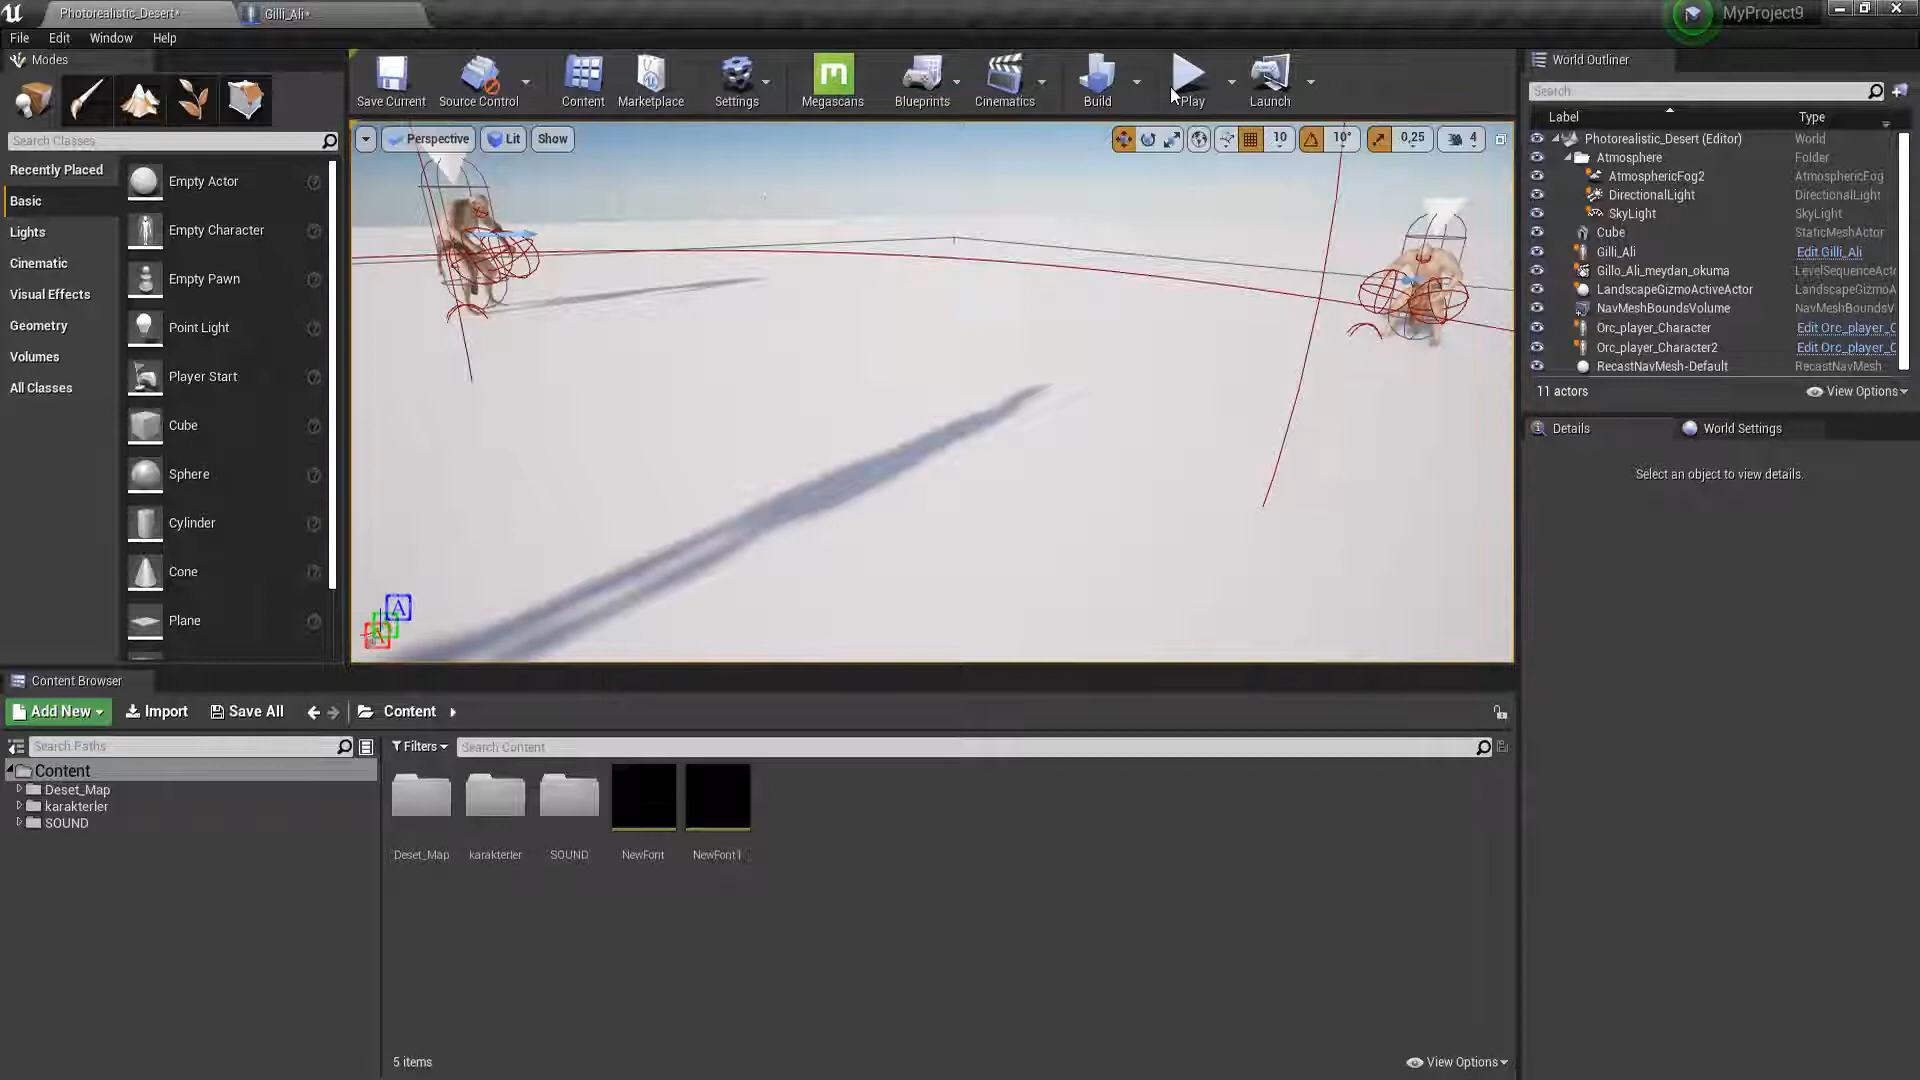 Photorealistic_Desert*
Gilli_Ali*
MyProject9
File Edit Window Help
Modes
Save Current
Source Control
Content
Marketplace
Settings
Megascans
Blueprints
Cinematics
Build
Play
Launch
Search Classes
Recently Placed
Basic
Lights
Cinematic
Visual Effects
Geometry
Volumes
All Classes
Empty Actor
Empty Character
Empty Pawn
Point Light
Player Start
Cube
Sphere
Cylinder
Cone
Plane
Perspective
Lit
Show
10
10°
0,25
4
A
World Outliner
Search
Label Type
Photorealistic_Desert (Editor) World
Atmosphere Folder
AtmosphericFog2 AtmosphericFog
DirectionalLight DirectionalLight
SkyLight SkyLight
Cube StaticMeshActor
Gilli_Ali Edit Gilli_Ali
Gillo_Ali_meydan_okuma LevelSequenceActo
LandscapeGizmoActiveActor LandscapeGizmoA
NavMeshBoundsVolume NavMeshBoundsV
Orc_player_Character Edit Orc_player_C
Orc_player_Character2 Edit Orc_player_C
RecastNavMesh-Default RecastNavMesh
11 actors View Options
Details
World Settings
Select an object to view details.
Content Browser
Add New
Import
Save All
Content
Search Paths
Filters
Search Content
Content
Deset_Map
karakterler
SOUND
Deset_Map
karakterler
SOUND
NewFont
NewFont1
5 items
View Options